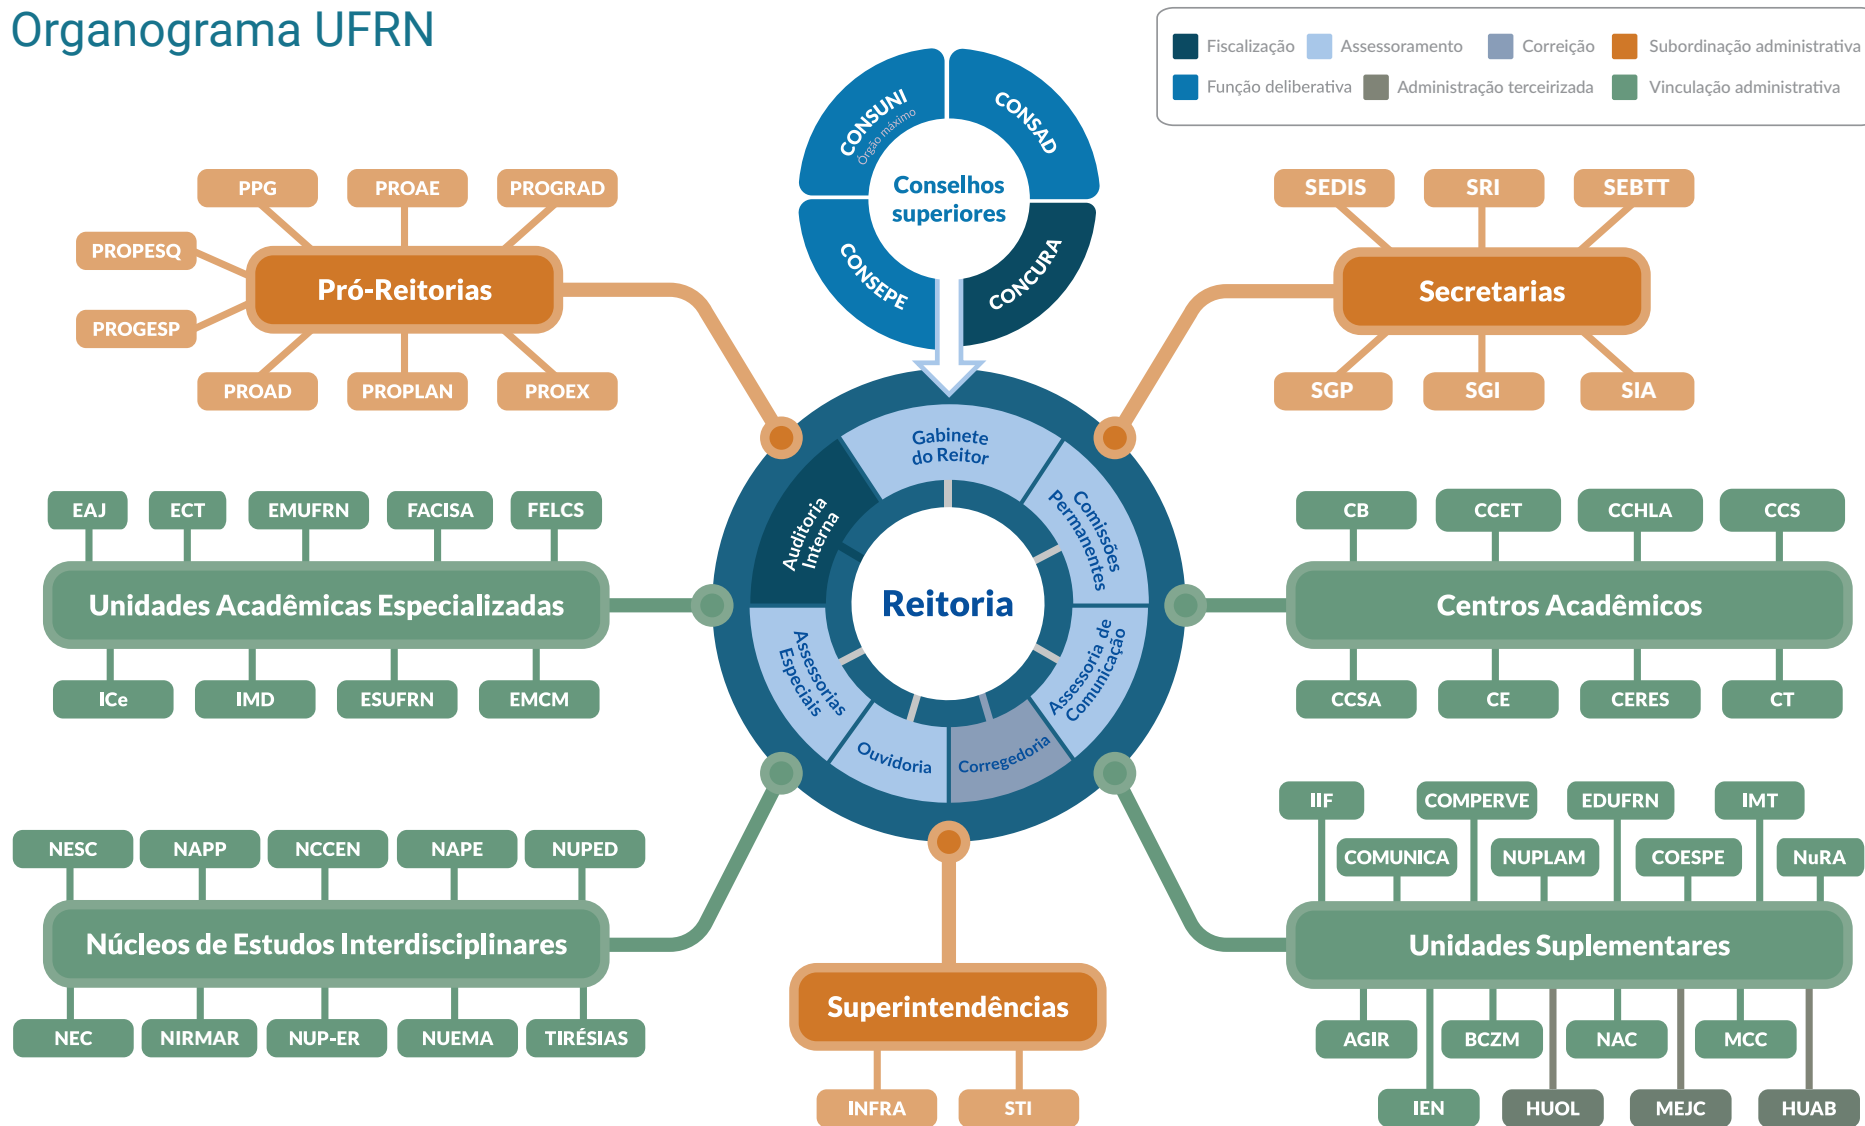 Organograma UFRN
Fiscalização
Assessoramento
Correição
Subordinação administrativa
Função deliberativa
Administração terceirizada
Vinculação administrativa
CONSUNI
Órgão máximo
CONSAD
CONSEPE
CONCURA
Conselhos
superiores
PPG
PROAE
PROGRAD
PROPESQ
PROGESP
Pró-Reitorias
PROAD
PROPLAN
PROEX
SEDIS
SRI
SEBTT
Secretarias
SGP
SGI
SIA
Gabinete
do Reitor
Comissões
Permanentes
Assessoria de
Comunicação
Corregedoria
Ouvidoria
Assessorias
Especiais
Auditoria
Interna
Reitoria
EAJ
ECT
EMUFRN
FACISA
FELCS
Unidades Acadêmicas Especializadas
ICe
IMD
ESUFRN
EMCM
CB
CCET
CCHLA
CCS
Centros Acadêmicos
CCSA
CE
CERES
CT
NESC
NAPP
NCCEN
NAPE
NUPED
Núcleos de Estudos Interdisciplinares
NEC
NIRMAR
NUP-ER
NUEMA
TIRÉSIAS
Superintendências
INFRA
STI
IIF
COMPERVE
EDUFRN
IMT
COMUNICA
NUPLAM
COESPE
NuRA
Unidades Suplementares
AGIR
BCZM
NAC
MCC
IEN
HUOL
MEJC
HUAB